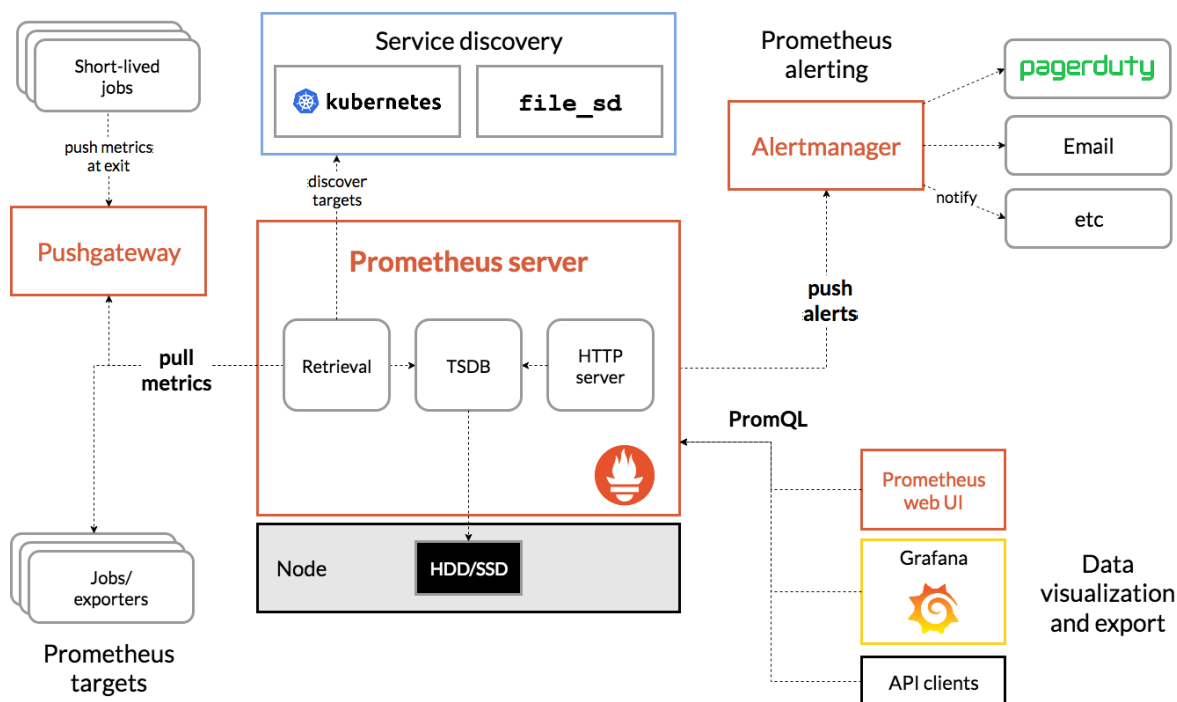 Short-lived
jobs
push metrics
at exit
Pushgateway
pull
metrics
Jobs/
exporters
Prometheus
targets
Service discovery
kubernetes
file_sd
discover
targets
Prometheus server
Retrieval
TSDB
HTTP
server
Node
HDD/SSD
Prometheus
alerting
Alertmanager
pagerduty
Email
notify
etc
push
alerts
PromQL
Prometheus
web UI
Grafana
API clients
Data
visualization
and export